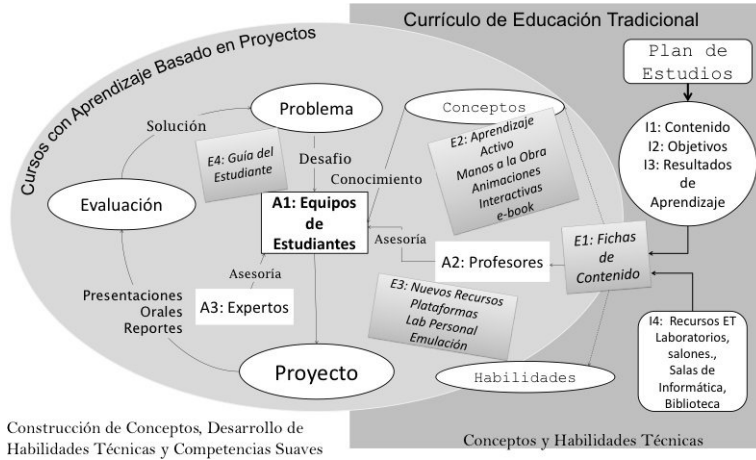 Currículo de Educación Tradicional
Cursos con Aprendizaje Basado en Proyectos
Plan de
Estudios
Problema
Conceptos
Solución
E4: Guía del
Estudiante
Desafio
Conocimiento
E2: Aprendizaje
Activo
Manos a la Obra
Animaciones
Interactivas
e-book
I1: Contenido
I2: Objetivos
I3: Resultados
de
Aprendizaje
Evaluación
A1: Equipos
de
Estudiantes
Asesoría
A2: Profesores
E1: Fichas
de
Contenido
Asesoría
A3: Expertos
Presentaciones
Orales
Reportes
E3: Nuevos Recursos
Plataformas
Lab Personal
Emulación
I4: Recursos ET
Laboratorios,
salones.,
Salas de
Informática,
Biblioteca
Proyecto
Habilidades
Construcción de Conceptos, Desarrollo de
Habilidades Técnicas y Competencias Suaves
Conceptos y Habilidades Técnicas